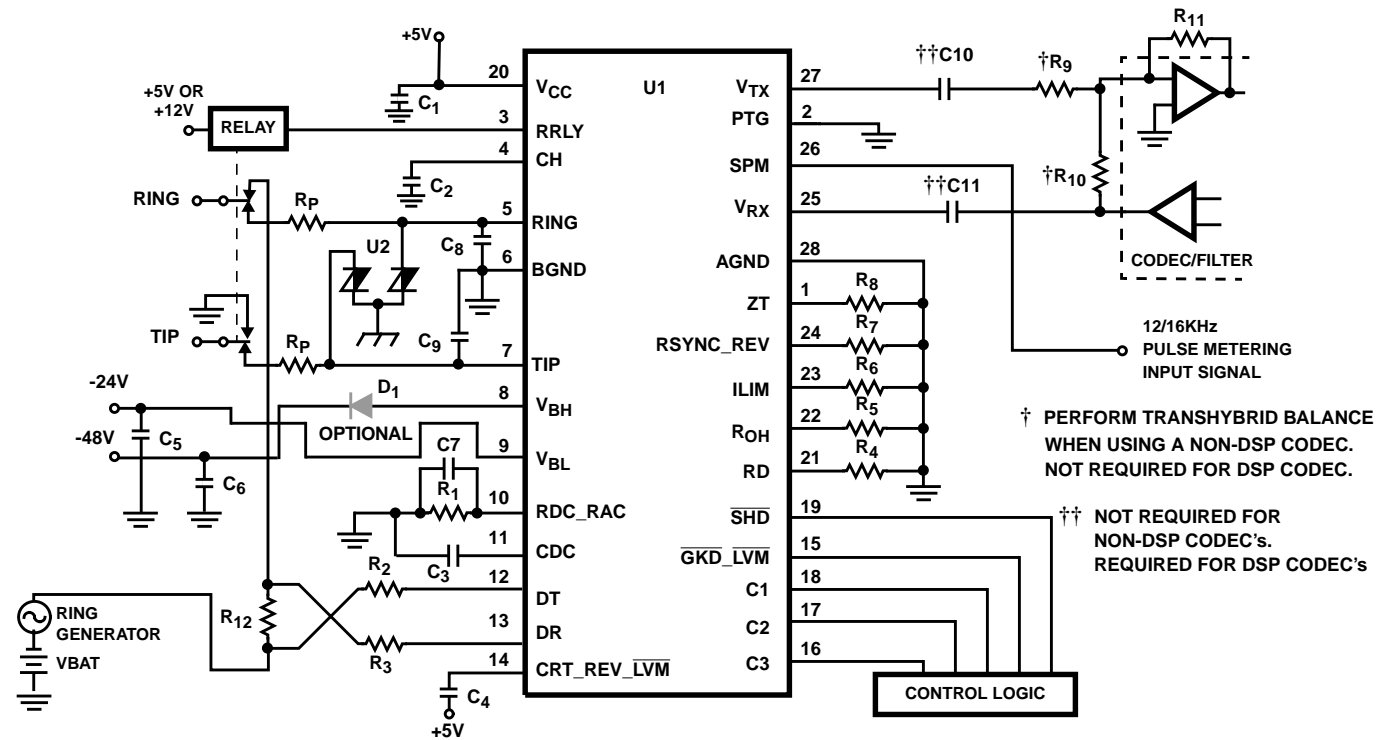 +5V
20
VCC
U1
C1
+5V OR
+12V
RELAY
3
RRLY
4
CH
C2
RING
RP
5
RING
U2
C8
6
BGND
TIP
RP
C9
7
TIP
-24V
D1
8
VBH
OPTIONAL
-48V
C5
C7
9
VBL
C6
R1
10
RDC_RAC
11
CDC
C3
R2
12
DT
R12
RING
GENERATOR
VBAT
13
DR
R3
14
CRT_REV_LVM
C4
+5V
VTX
27
††C10
†R9
R11
PTG
2
SPM
26
†R10
VRX
25
††C11
CODEC/FILTER
AGND
28
ZT
1
R8
RSYNC_REV
24
R7
ILIM
23
R6
ROH
22
R5
RD
21
R4
12/16KHz
PULSE METERING
INPUT SIGNAL
† PERFORM TRANSHYBRID BALANCE
WHEN USING A NON-DSP CODEC.
NOT REQUIRED FOR DSP CODEC.
SHD
19
†† NOT REQUIRED FOR
NON-DSP CODEC's.
REQUIRED FOR DSP CODEC's
GKD_LVM
15
C1
18
C2
17
C3
16
CONTROL LOGIC